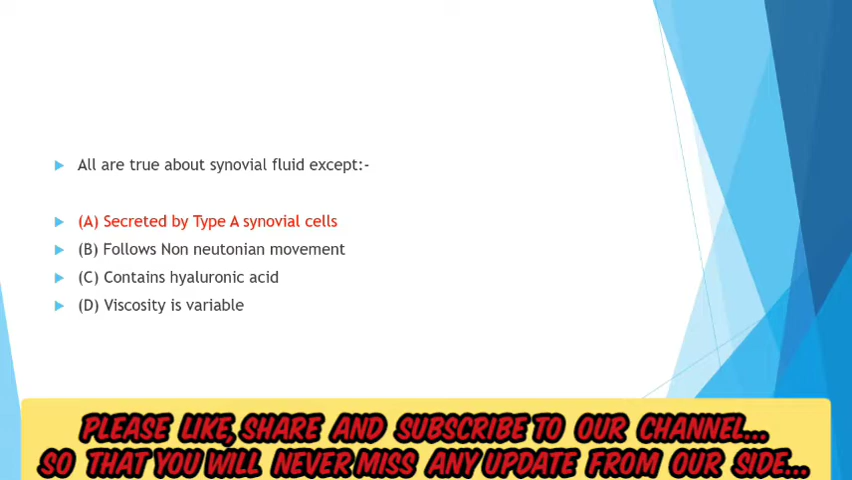 All are true about synovial fluid except:-
(A) Secreted by Type A synovial cells
(B) Follows Non neutonian movement
(C) Contains hyaluronic acid
(D) Viscosity is variable
PLEASE LIKE, SHARE AND SUBSCRIBE TO OUR CHANNEL...
SO THAT YOU WILL NEVER MISS ANY UPDATE FROM OUR SIDE...